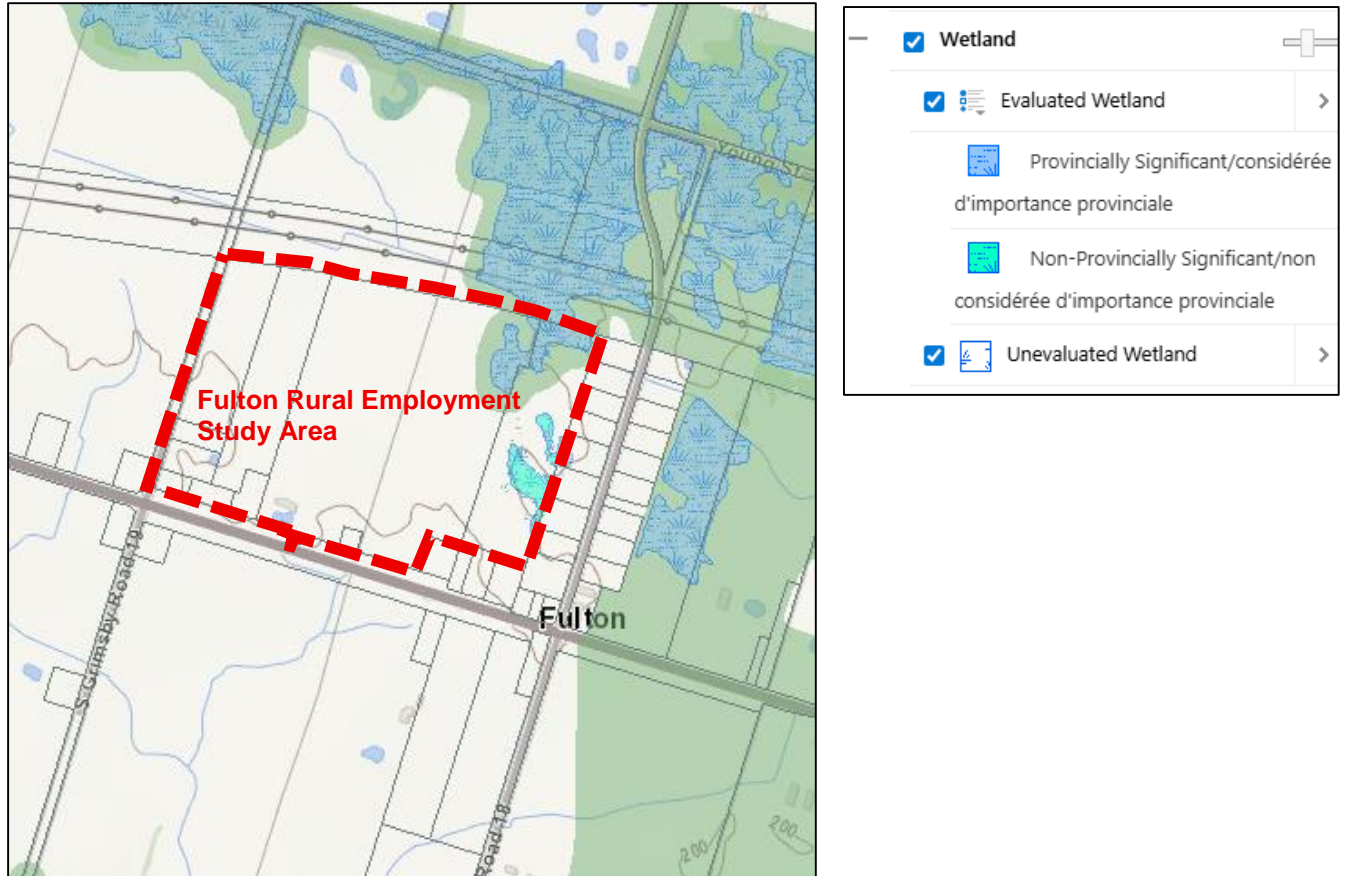 Young St
Fulton Rural Employment
Study Area
S Grimsby Road 19
Fulton
Road 18
200
200
Wetland
Evaluated Wetland
Provincially Significant/considérée
d'importance provinciale
Non-Provincially Significant/non
considérée d'importance provinciale
Unevaluated Wetland